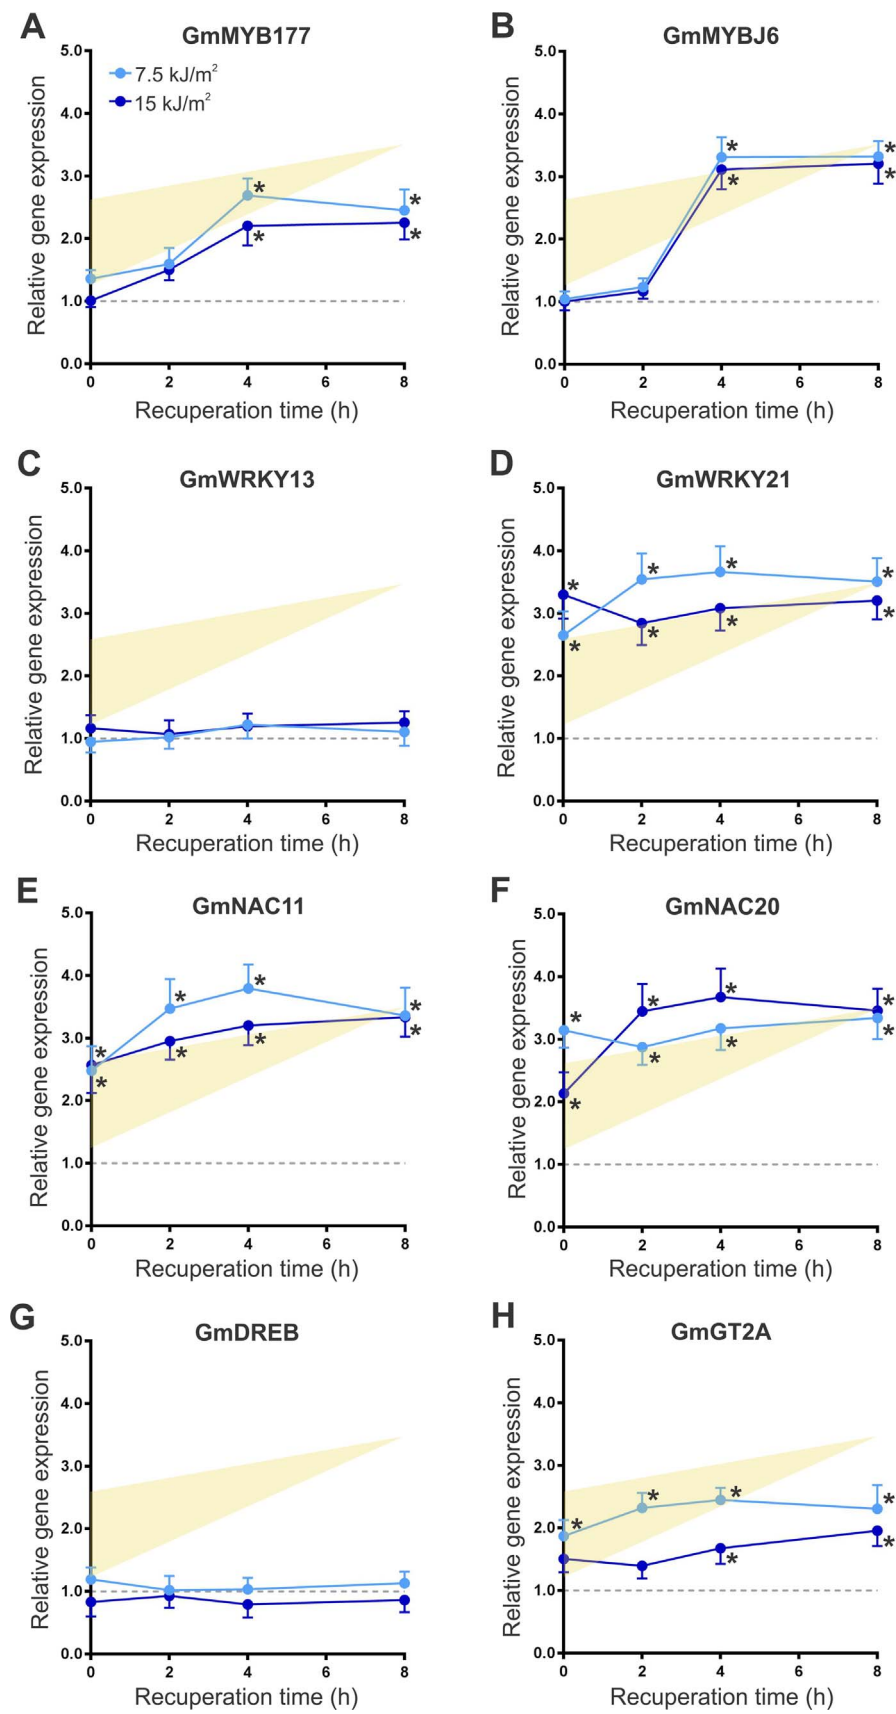 A
GmMYB177
5.0
4.0
3.0
2.0
1.0
0.0
Relative gene expression
7.5 kJ/m²
15 kJ/m²
*
*
*
*
0 2 4 6 8
Recuperation time (h)
B
GmMYBJ6
5.0
4.0
3.0
2.0
1.0
0.0
Relative gene expression
*
*
*
*
0 2 4 6 8
Recuperation time (h)
C
GmWRKY13
5.0
4.0
3.0
2.0
1.0
0.0
Relative gene expression
0 2 4 6 8
Recuperation time (h)
D
GmWRKY21
5.0
4.0
3.0
2.0
1.0
0.0
Relative gene expression
*
*
*
*
*
*
*
*
0 2 4 6 8
Recuperation time (h)
E
GmNAC11
5.0
4.0
3.0
2.0
1.0
0.0
Relative gene expression
*
*
*
*
*
*
*
*
0 2 4 6 8
Recuperation time (h)
F
GmNAC20
5.0
4.0
3.0
2.0
1.0
0.0
Relative gene expression
*
*
*
*
*
*
*
*
0 2 4 6 8
Recuperation time (h)
G
GmDREB
5.0
4.0
3.0
2.0
1.0
0.0
Relative gene expression
0 2 4 6 8
Recuperation time (h)
H
GmGT2A
5.0
4.0
3.0
2.0
1.0
0.0
Relative gene expression
*
*
*
*
*
*
0 2 4 6 8
Recuperation time (h)